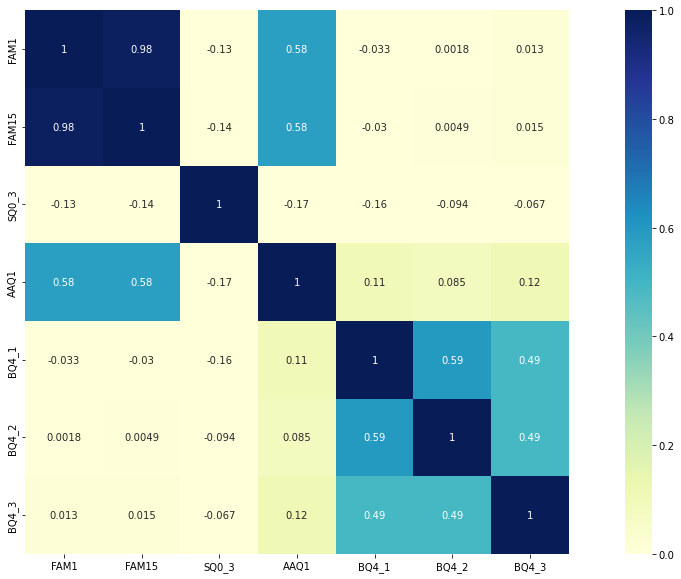 FAM1 1 0.98 -0.13 0.58 -0.033 0.0018 0.013
FAM15 0.98 1 -0.14 0.58 -0.03 0.0049 0.015
SQ0_3 -0.13 -0.14 1 -0.17 -0.16 -0.094 -0.067
AAQ1 0.58 0.58 -0.17 1 0.11 0.085 0.12
BQ4_1 -0.033 -0.03 -0.16 0.11 1 0.59 0.49
BQ4_2 0.0018 0.0049 -0.094 0.085 0.59 1 0.49
BQ4_3 0.013 0.015 -0.067 0.12 0.49 0.49 1
FAM1 FAM15 SQ0_3 AAQ1 BQ4_1 BQ4_2 BQ4_3
1.0
0.8
0.6
0.4
0.2
0.0